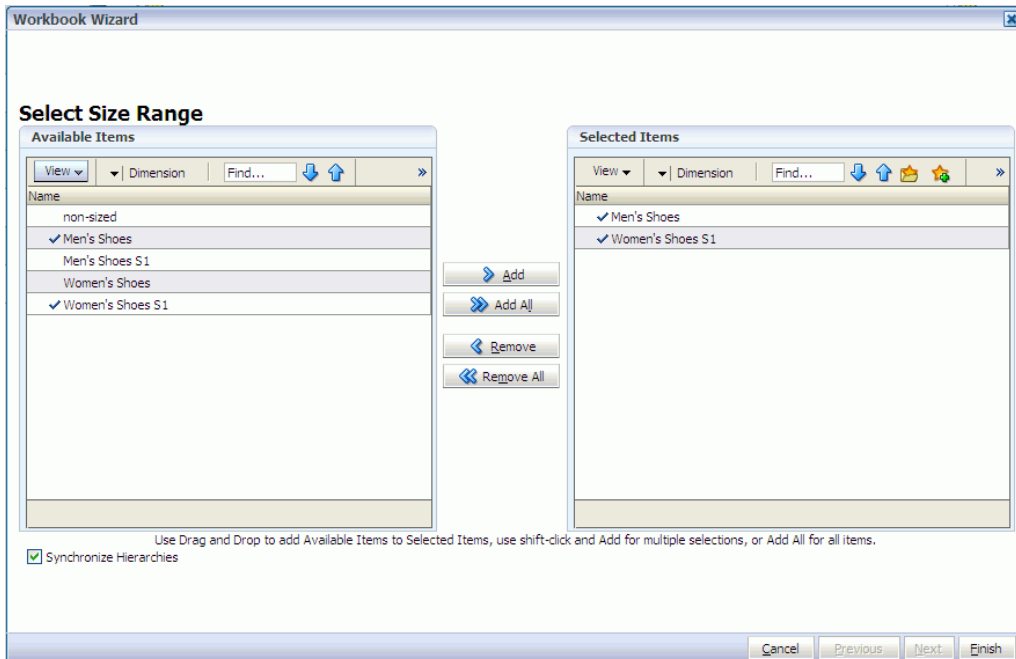 Workbook Wizard
Select Size Range
Available Items
View Dimension Find... »
Name
non-sized
Men's Shoes
Men's Shoes S1
Women's Shoes
Women's Shoes S1
Add
Add All
Remove
Remove All
Selected Items
View Dimension Find... »
Name
Men's Shoes
Women's Shoes S1
Use Drag and Drop to add Available Items to Selected Items, use shift-click and Add for multiple selections, or Add All for all items.
Synchronize Hierarchies
Cancel Previous Next Finish